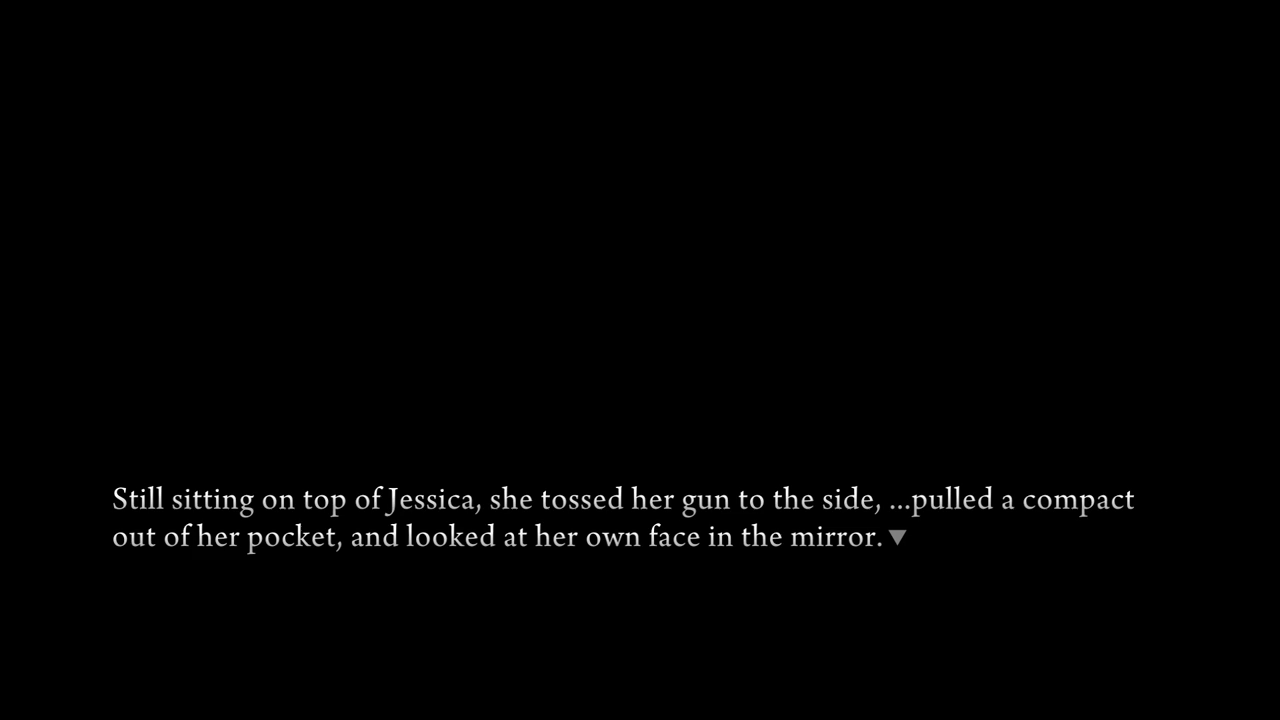 Still sitting on top of Jessica, she tossed her gun to the side, ...pulled a compact
out of her pocket, and looked at her own face in the mirror.